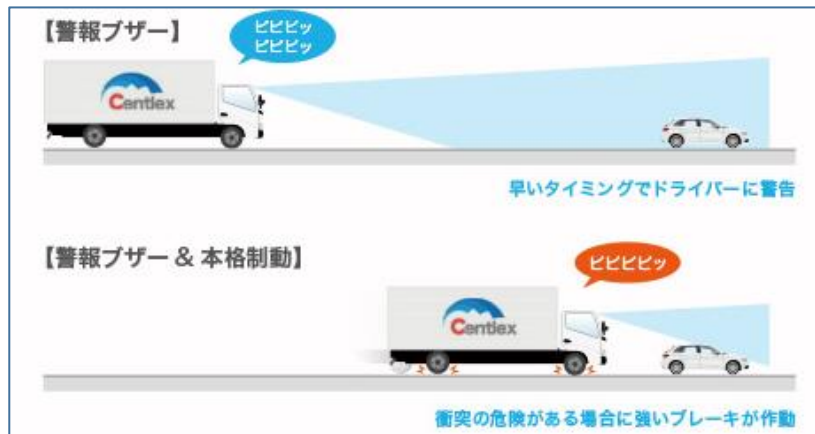 【警報ブザー】
ピピピッ
ピピピッ
Centlex
早いタイミングでドライバーに警告
【警報ブザー & 本格制動】
ピピピピッ
Centlex
衝突の危険がある場合に強いブレーキが作動